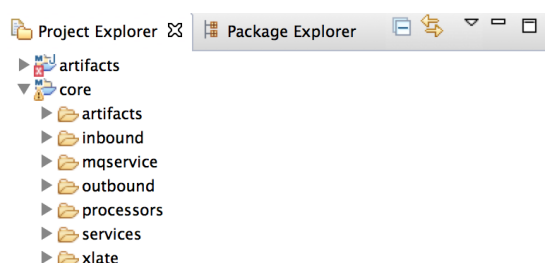 Project Explorer Package Explorer
artifacts
core
artifacts
inbound
mqservice
outbound
processors
services
xlate